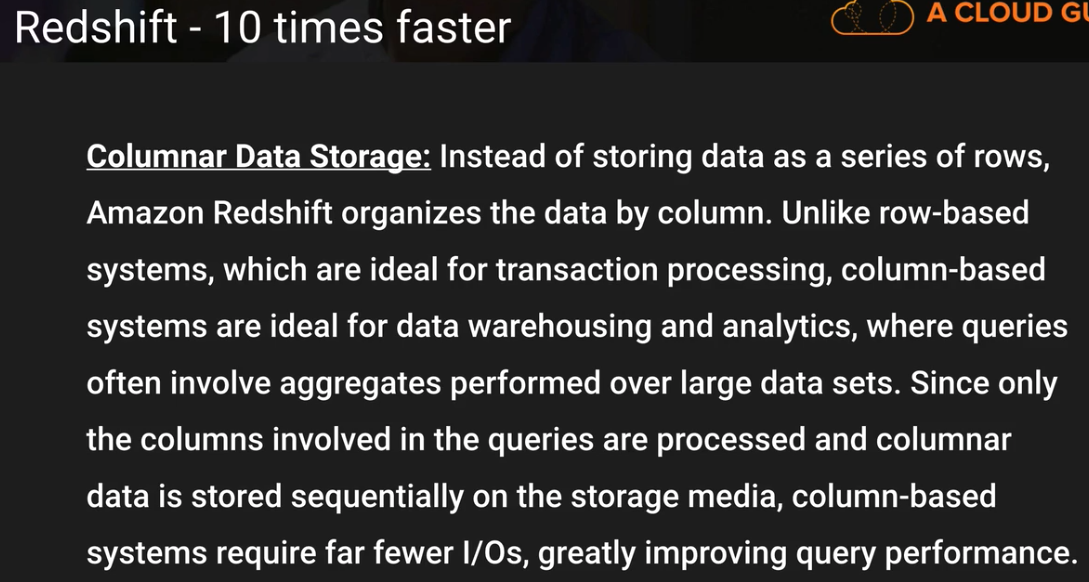 Redshift - 10 times faster
A CLOUD
Columnar Data Storage: Instead of storing data as a series of rows,
Amazon Redshift organizes the data by column. Unlike row-based
systems, which are ideal for transaction processing, column-based
systems are ideal for data warehousing and analytics, where queries
often involve aggregates performed over large data sets. Since only
the columns involved in the queries are processed and columnar
data is stored sequentially on the storage media, column-based
systems require far fewer I/Os, greatly improving query performance.